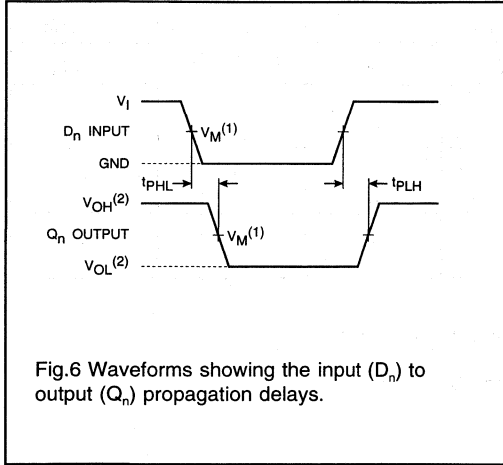 V_I
D_n INPUT
V_M(1)
GND
t_PHL
t_PLH
V_OH(2)
Q_n OUTPUT
V_M(1)
V_OL(2)
Fig.6 Waveforms showing the input (D_n) to
output (Q_n) propagation delays.